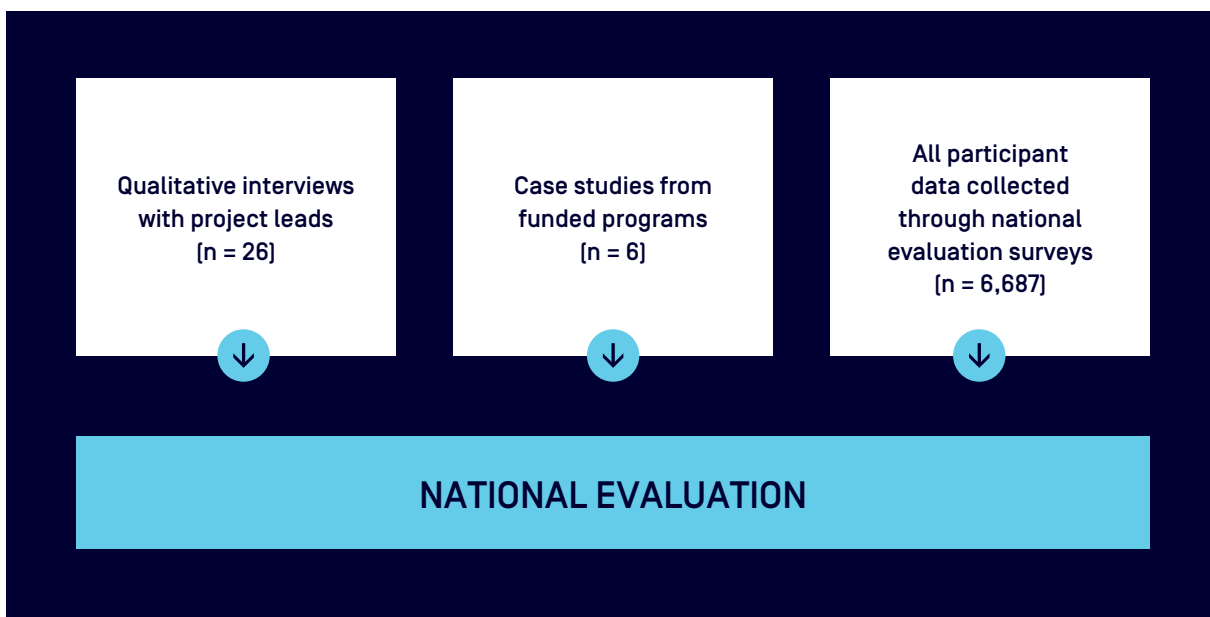 Qualitative interviews
with project leads
[n = 26]
Case studies from
funded programs
[n = 6]
All participant
data collected
through national
evaluation surveys
[n = 6,687]
NATIONAL EVALUATION